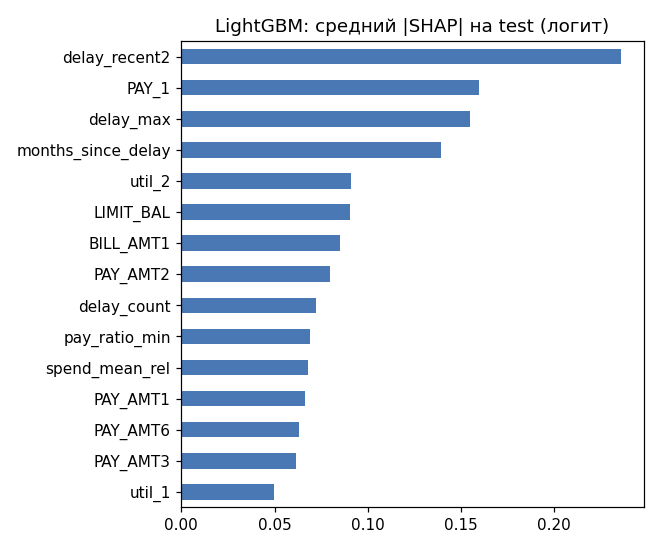 LightGBM: средний |SHAP| на test (логит)
delay_recent2
PAY_1
delay_max
months_since_delay
util_2
LIMIT_BAL
BILL_AMT1
PAY_AMT2
delay_count
pay_ratio_min
spend_mean_rel
PAY_AMT1
PAY_AMT6
PAY_AMT3
util_1
0.00 0.05 0.10 0.15 0.20